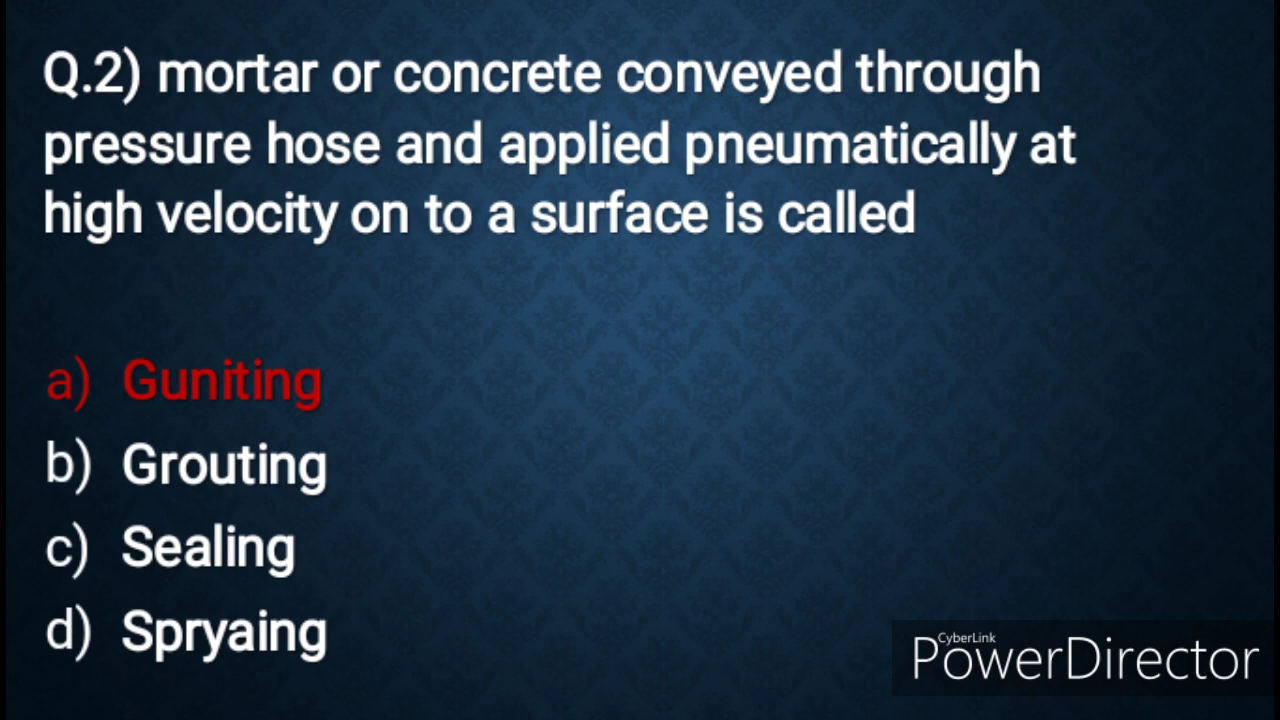 Q.2) mortar or concrete conveyed through
pressure hose and applied pneumatically at
high velocity on to a surface is called
a) Guniting
b) Grouting
c) Sealing
d) Spryaing
CyberLink
PowerDirector